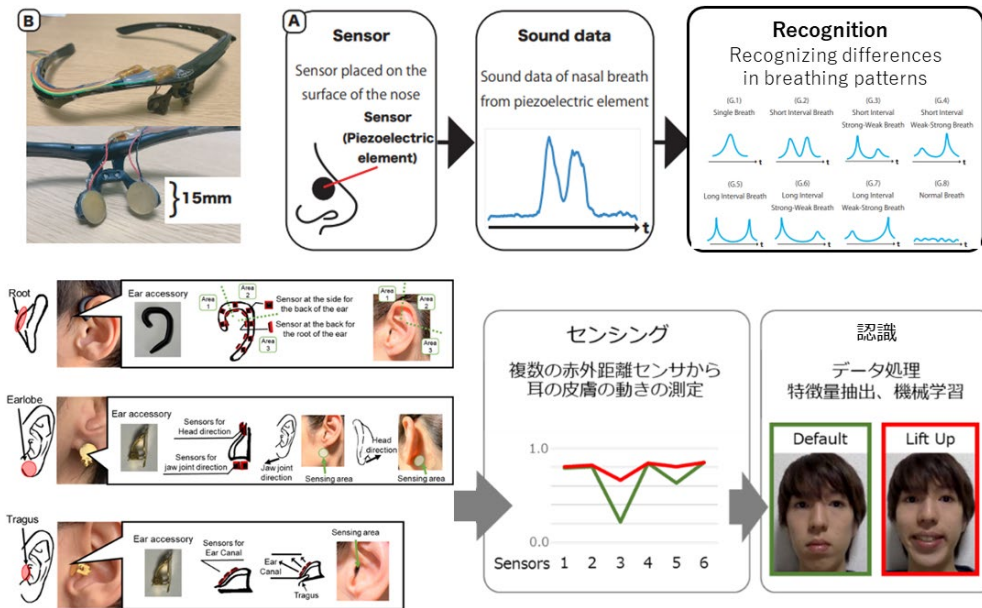 B
15mm
A
Sensor
Sensor placed on the
surface of the nose
Sensor
(Piezoelectric
element)
Sound data
Sound data of nasal breath
from piezoelectric element
t
Recognition
Recognizing differences
in breathing patterns
(G.1)
Single Breath
t
(G.2)
Short Interval Breath
t
(G.3)
Short Interval
Strong-Weak Breath
t
(G.4)
Short Interval
Weak-Strong Breath
t
(G.5)
Long Interval Breath
t
(G.6)
Long Interval
Strong-Weak Breath
t
(G.7)
Long Interval
Weak-Strong Breath
t
(G.8)
Normal Breath
t
Root
Ear accessory
Area
1
Area
2
Area
3
Sensor at the side for
the back of the ear
Sensor at the back for
the root of the ear
Area
1
Area
2
Area
3
Earlobe
Ear accessory
Sensors for
Head direction
Sensors for
jaw joint direction
Jaw joint
direction
Sensing area
Head
direction
Sensing area
Tragus
Ear accessory
Sensors for
Ear Canal
Ear
Canal
Tragus
Sensing area
センシング
複数の赤外距離センサから
耳の皮膚の動きの測定
1.0
0.0
Sensors 1 2 3 4 5 6
認識
データ処理
特徴量抽出、機械学習
Default
Lift Up